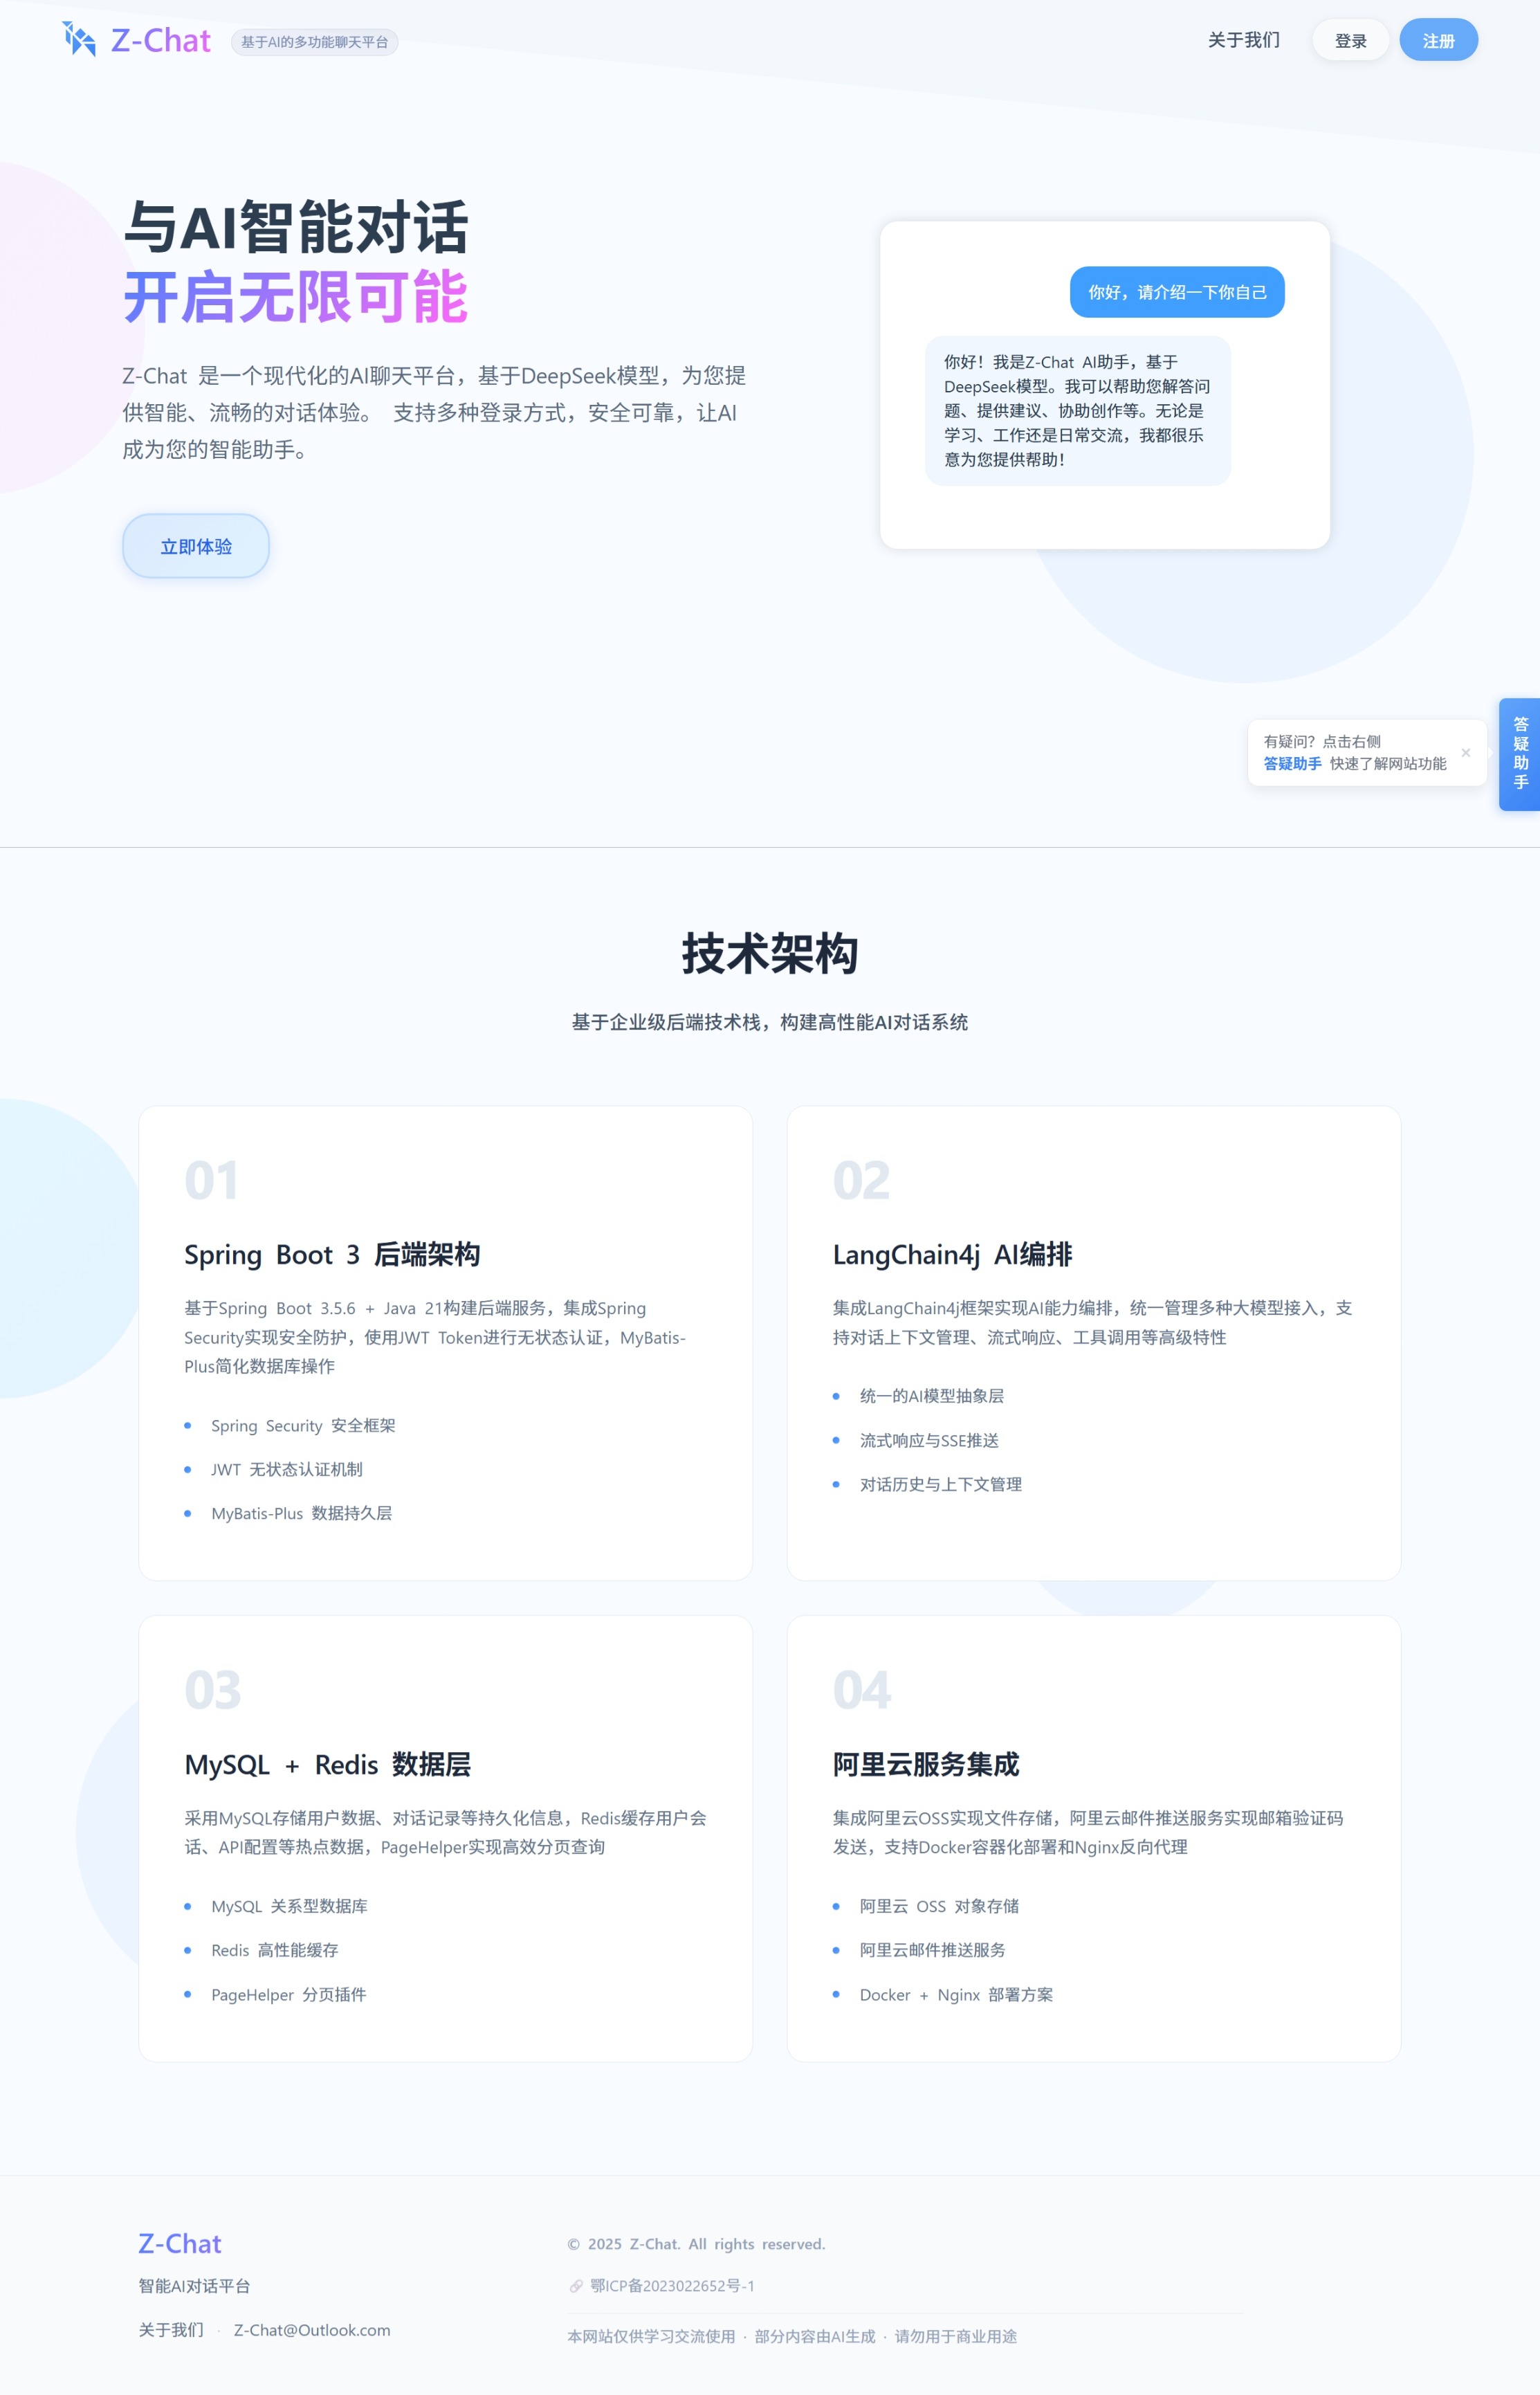 Z-Chat 基于AI的多功能聊天平台 关于我们 登录 注册
与AI智能对话
开启无限可能
Z-Chat 是一个现代化的AI聊天平台，基于DeepSeek模型，为您提
供智能、流畅的对话体验。 支持多种登录方式，安全可靠，让AI
成为您的智能助手。
立即体验
你好，请介绍一下你自己
你好！我是Z-Chat AI助手，基于
DeepSeek模型。我可以帮助您解答问
题、提供建议、协助创作等。无论是
学习、工作还是日常交流，我都很乐
意为您提供帮助！
有疑问？点击右侧
答疑助手 快速了解网站功能
×
答
疑
助
手
技术架构
基于企业级后端技术栈，构建高性能AI对话系统
01
Spring Boot 3 后端架构
基于Spring Boot 3.5.6 + Java 21构建后端服务，集成Spring
Security实现安全防护，使用JWT Token进行无状态认证，MyBatis-
Plus简化数据库操作
Spring Security 安全框架
JWT 无状态认证机制
MyBatis-Plus 数据持久层
02
LangChain4j AI编排
集成LangChain4j框架实现AI能力编排，统一管理多种大模型接入，支
持对话上下文管理、流式响应、工具调用等高级特性
统一的AI模型抽象层
流式响应与SSE推送
对话历史与上下文管理
03
MySQL + Redis 数据层
采用MySQL存储用户数据、对话记录等持久化信息，Redis缓存用户会
话、API配置等热点数据，PageHelper实现高效分页查询
MySQL 关系型数据库
Redis 高性能缓存
PageHelper 分页插件
04
阿里云服务集成
集成阿里云OSS实现文件存储，阿里云邮件推送服务实现邮箱验证码
发送，支持Docker容器化部署和Nginx反向代理
阿里云 OSS 对象存储
阿里云邮件推送服务
Docker + Nginx 部署方案
Z-Chat
智能AI对话平台
关于我们 · Z-Chat@Outlook.com
© 2025 Z-Chat. All rights reserved.
鄂ICP备2023022652号-1
本网站仅供学习交流使用 · 部分内容由AI生成 · 请勿用于商业用途